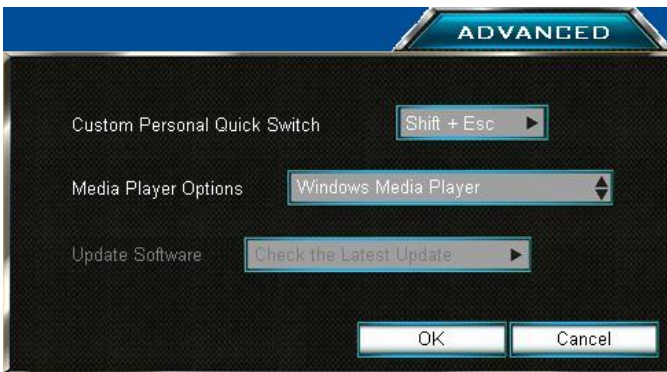 ADVANCED
Custom Personal Quick Switch Shift + Esc
Media Player Options Windows Media Player
Update Software Check the Latest Update
OK Cancel